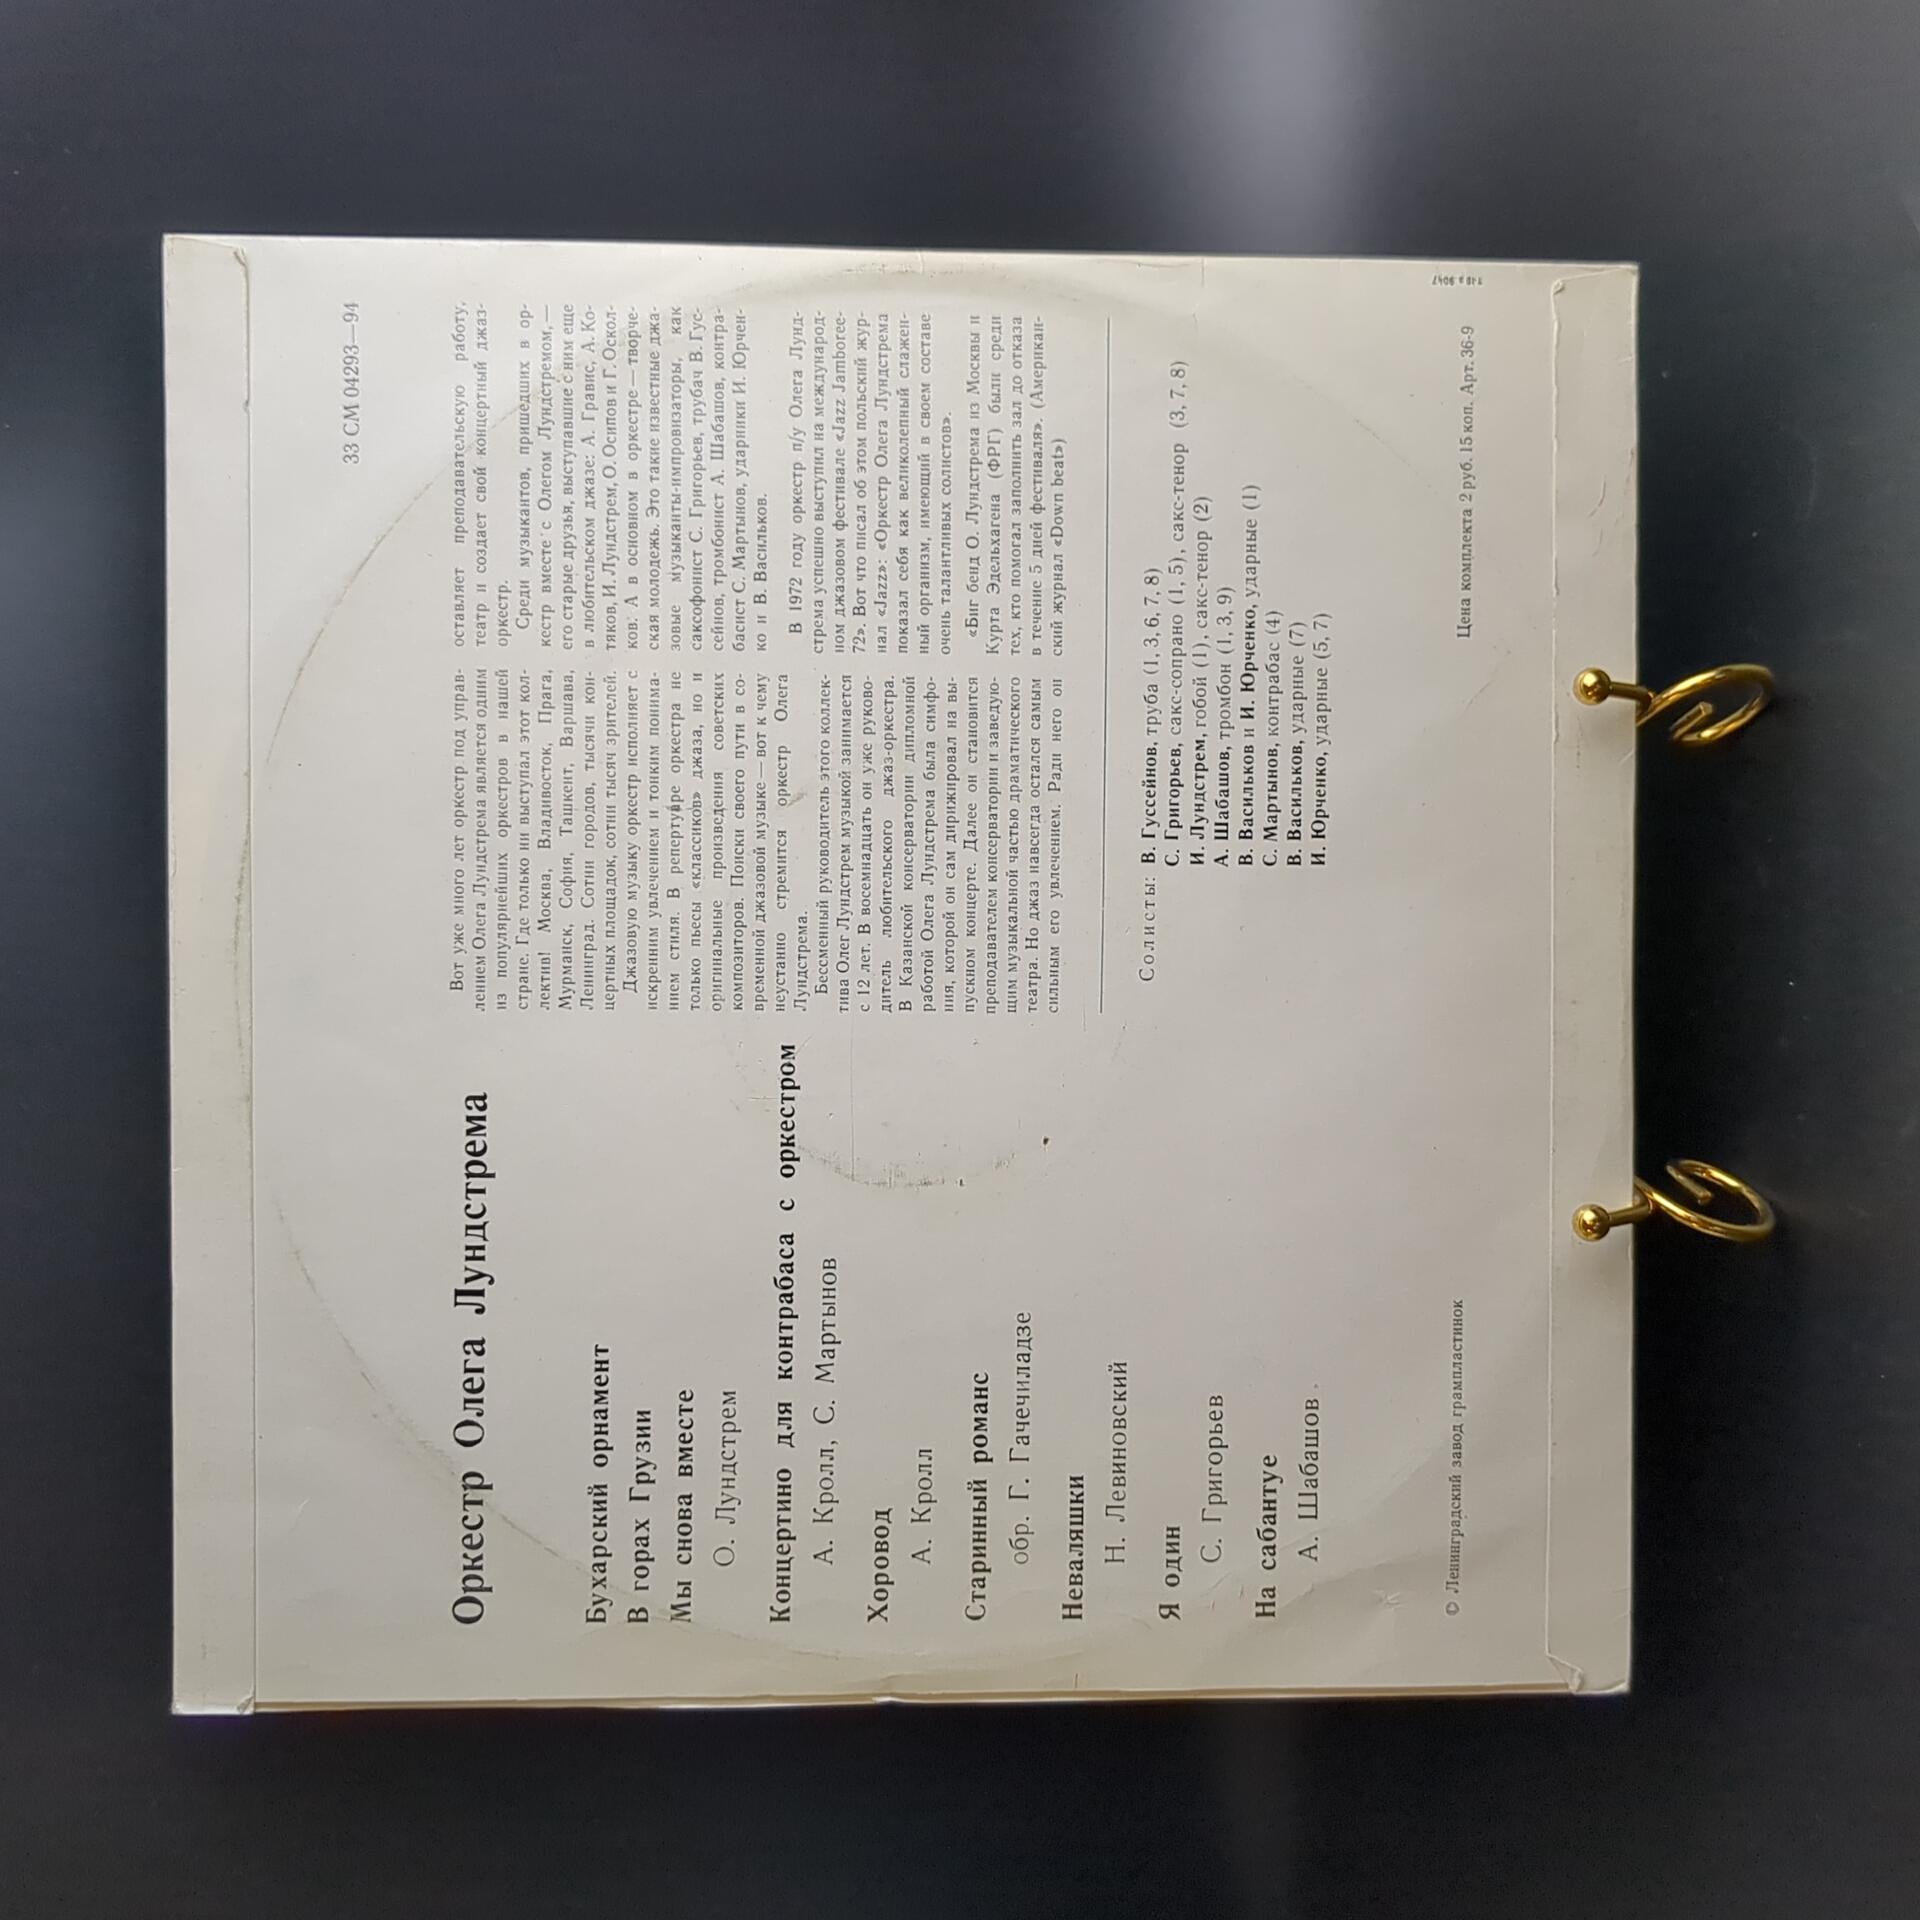 33 СМ 04293—94
Оркестр Олега Лундстрема
Бухарский орнамент
В горах Грузии
Мы снова вместе
О. Лундстрем
Концертино для контрабаса с оркестром
А. Кролл, С. Мартынов
Хоровод
А. Кролл
Старинный романс
обр. Г. Гачечиладзе
Неваляшки
Н. Левиновский
Я один
С. Григорьев
На сабантуе
А. Шабашов
Вот уже много лет оркестр под управ-
лением Олега Лундстрема является одним
из популярнейших оркестров в нашей
стране. Где только ни выступал этот кол-
лектив! Москва, Владивосток, Прага,
Мурманск, София, Ташкент, Варшава,
Ленинград. Сотни городов, тысячи кон-
цертных площадок, сотни тысяч зрителей.
Джазовую музыку оркестр исполняет с
искренним увлечением и тонким понима-
нием стиля. В репертуаре оркестра не
только пьесы «классиков» джаза, но и
оригинальные произведения советских
композиторов. Поиски своего пути в со-
временной джазовой музыке — вот к чему
неустанно стремится оркестр Олега
Лундстрема.
Бессменный руководитель этого коллек-
тива Олег Лундстрем музыкой занимается
с 12 лет. В восемнадцать он уже руково-
дитель любительского джаз-оркестра.
В Казанской консерватории дипломной
работой Олега Лундстрема была симфо-
ния, которой он сам дирижировал на вы-
пускном концерте. Далее он становится
преподавателем консерватории и заведую-
щим музыкальной частью драматического
театра. Но джаз навсегда остался самым
сильным его увлечением. Ради него он
оставляет преподавательскую работу,
театр и создает свой концертный джаз-
оркестр.
Среди музыкантов, пришедших в ор-
кестр вместе с Олегом Лундстремом, —
его старые друзья, выступавшие с ним еще
в любительском джазе: А. Гравис, А. Ко-
тяков, И. Лундстрем, О. Осипов и Г. Оскол-
ков. А в основном в оркестре — творче-
ская молодежь. Это такие известные джа-
зовые музыканты-импровизаторы, как
саксофонист С. Григорьев, трубач В. Гус-
сейнов, тромбонист А. Шабашов, контра-
басист С. Мартынов, ударники И. Юрчен-
ко и В. Васильков.
В 1972 году оркестр п/у Олега Лунд-
стрема успешно выступил на международ-
ном джазовом фестивале «Jazz Jamboree-
72». Вот что писал об этом польский жур-
нал «Jazz»: «Оркестр Олега Лундстрема
показал себя как великолепный слажен-
ный организм, имеющий в своем составе
очень талантливых солистов».
«Биг бенд О. Лундстрема из Москвы и
Курта Эдельхагена (ФРГ) были среди
тех, кто помогал заполнить зал до отказа
в течение 5 дней фестиваля». (Американ-
ский журнал «Down beat»)
Солисты: В. Гуссейнов, труба (1, 3, 6, 7, 8)
С. Григорьев, сакс-сопрано (1, 5), сакс-тенор (3, 7, 8)
И. Лундстрем, гобой (1), сакс-тенор (2)
А. Шабашов, тромбон (1, 3, 9)
В. Васильков и И. Юрченко, ударные (1)
С. Мартынов, контрабас (4)
В. Васильков, ударные (7)
И. Юрченко, ударные (5, 7)
© Ленинградский завод грампластинок
Цена комплекта 2 руб. 15 коп. Арт. 36-9